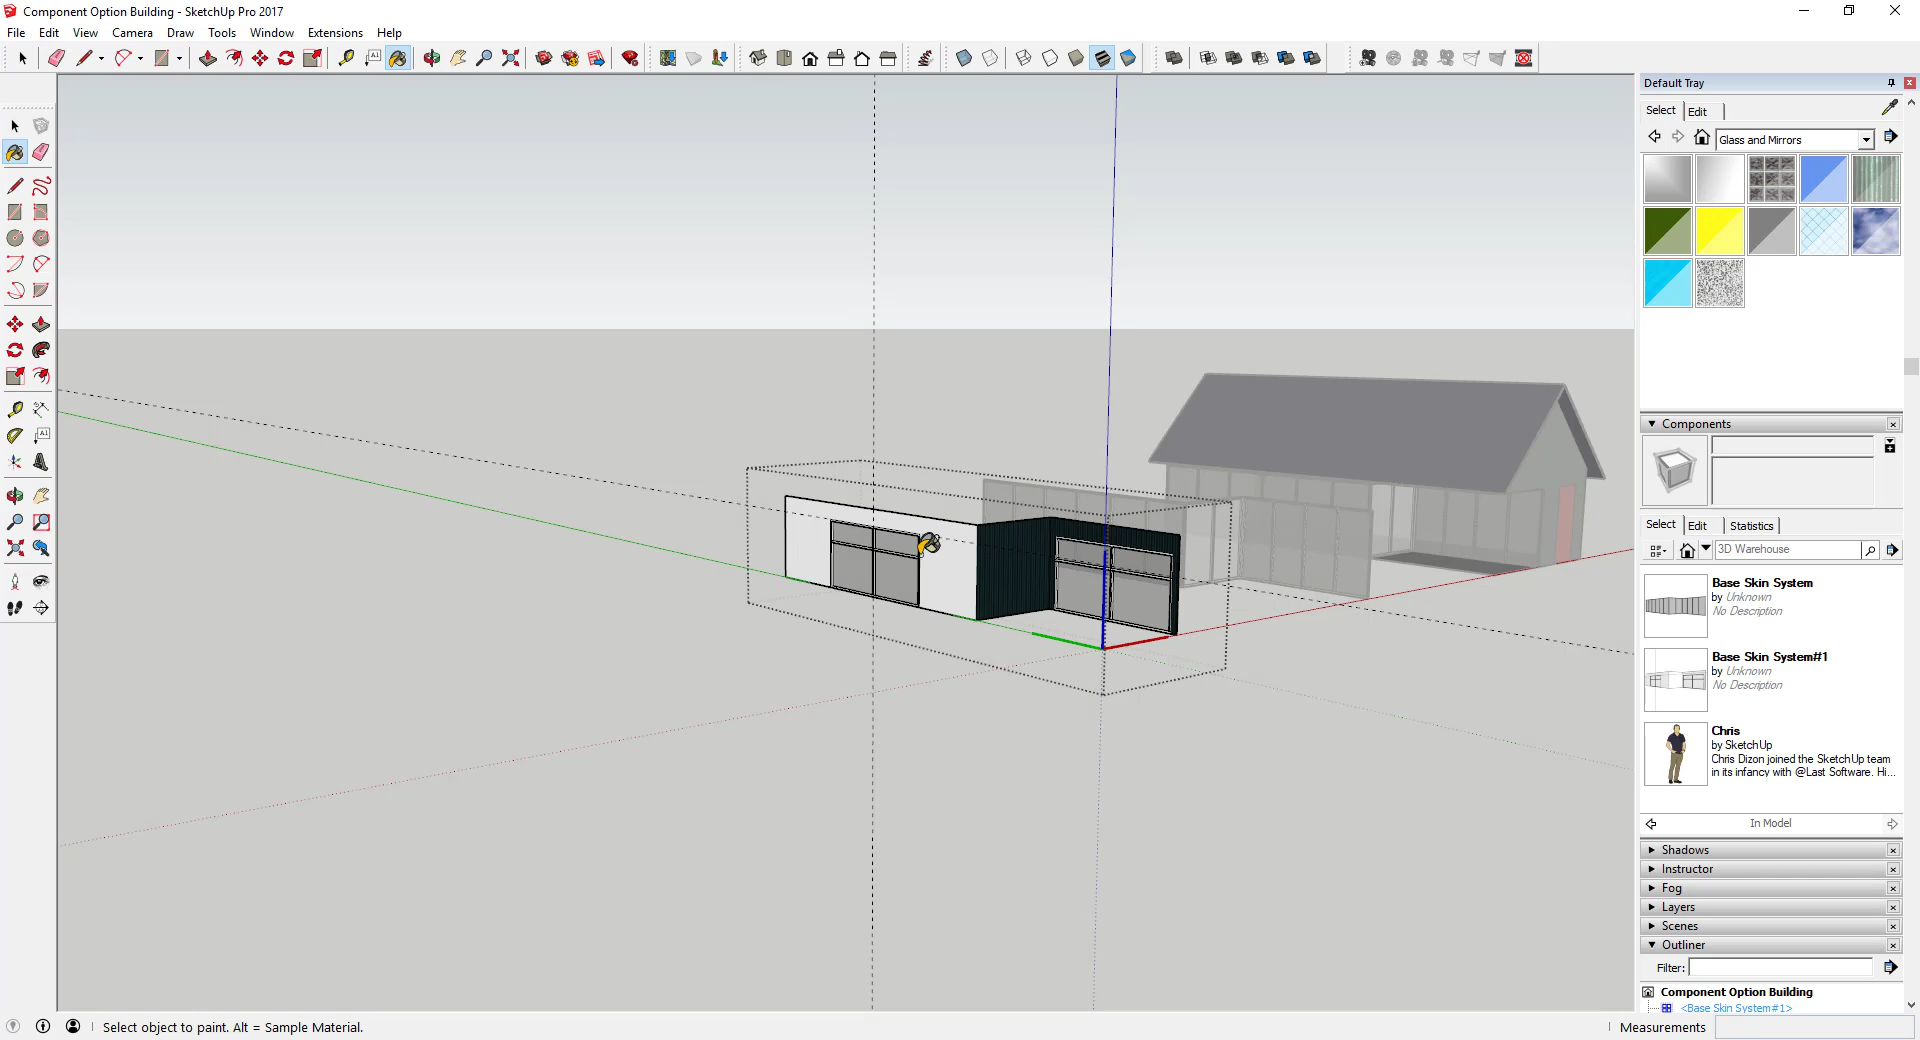 Component Option Building - SketchUp Pro 2017
File Edit View Camera Draw Tools Window Extensions Help
Default Tray
Select Edit
Glass and Mirrors
Components
Select Edit Statistics
3D Warehouse
Base Skin System
by Unknown
No Description
Base Skin System#1
by Unknown
No Description
Chris
by SketchUp
Chris Dizon joined the SketchUp team
in its infancy with @Last Software. Hi...
In Model
Shadows
Instructor
Fog
Layers
Scenes
Outliner
Filter:
Component Option Building
<Base Skin System#1>
Select object to paint. Alt = Sample Material.
Measurements